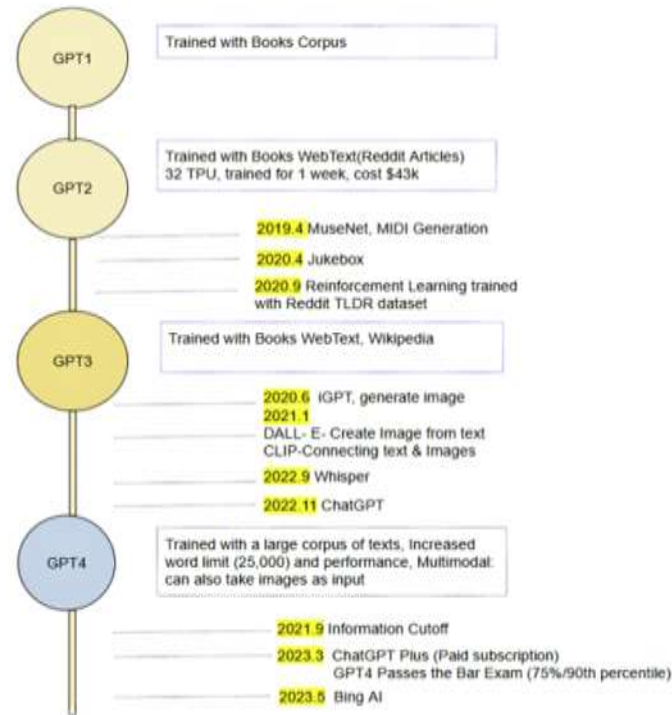 GPT1
Trained with Books Corpus
GPT2
Trained with Books WebText(Reddit Articles)
32 TPU, trained for 1 week, cost $43k
2019.4 MuseNet, MIDI Generation
2020.4 Jukebox
2020.9 Reinforcement Learning trained
with Reddit TLDR dataset
GPT3
Trained with Books WebText, Wikipedia
2020.6 IGPT, generate image
2021.1
DALL- E- Create Image from text
CLIP-Connecting text & Images
2022.9 Whisper
2022.11 ChatGPT
GPT4
Trained with a large corpus of texts, Increased
word limit (25,000) and performance, Multimodal:
can also take images as input
2021.9 Information Cutoff
2023.3 ChatGPT Plus (Paid subscription)
GPT4 Passes the Bar Exam (75%/90th percentile)
2023.5 Bing AI